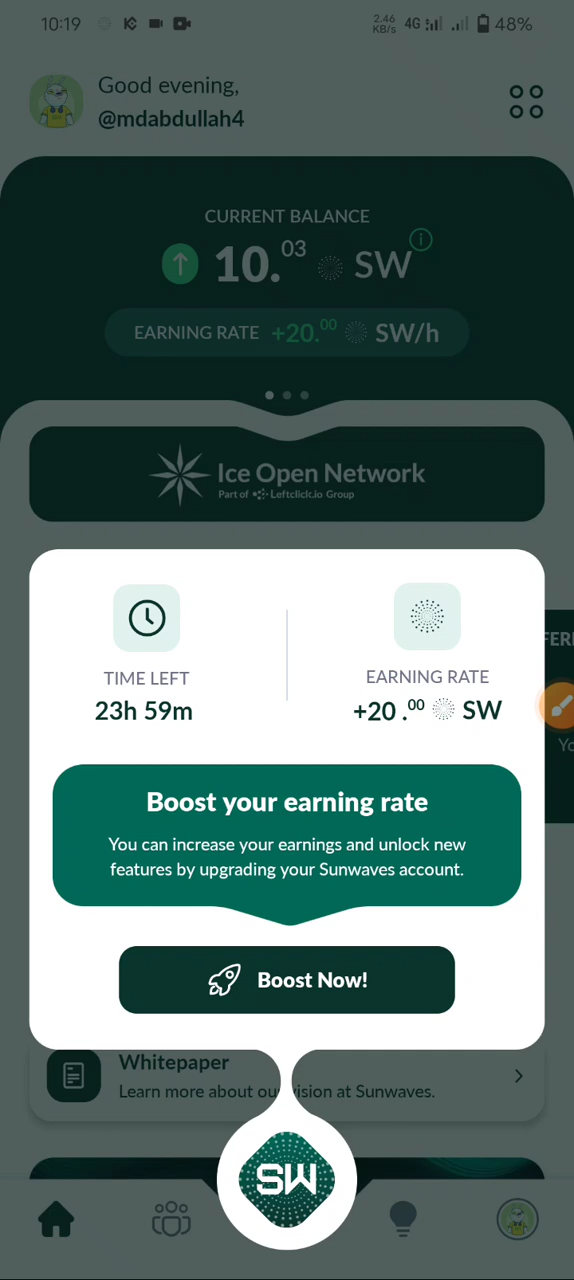 10:19
2.46 KB/s 4G 48%
Good evening,
@mdabdullah4
CURRENT BALANCE
10.03 SW
EARNING RATE +20.00 SW/h
Ice Open Network
Part of Leftclick.io Group
TIME LEFT
23h 59m
EARNING RATE
+20 .00 SW
FERI
Yo
Boost your earning rate
You can increase your earnings and unlock new
features by upgrading your Sunwaves account.
Boost Now!
Whitepaper
Learn more about ou vision at Sunwaves.
SW